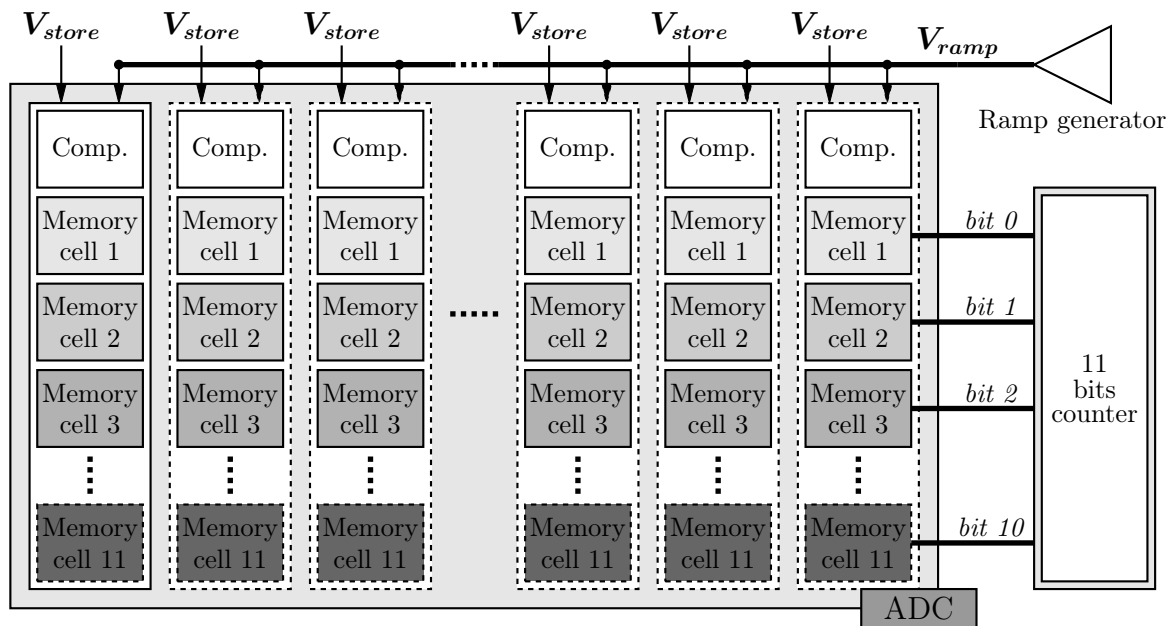 V_store V_store V_store V_store V_store V_store
V_ramp
Ramp generator
Comp. Comp. Comp. Comp. Comp. Comp.
Memory Memory Memory Memory Memory Memory
cell 1 cell 1 cell 1 cell 1 cell 1 cell 1
bit 0
Memory Memory Memory Memory Memory Memory
cell 2 cell 2 cell 2 cell 2 cell 2 cell 2
bit 1
Memory Memory Memory Memory Memory Memory
cell 3 cell 3 cell 3 cell 3 cell 3 cell 3
bit 2
11
bits
counter
Memory Memory Memory Memory Memory Memory
cell 11 cell 11 cell 11 cell 11 cell 11 cell 11
bit 10
ADC